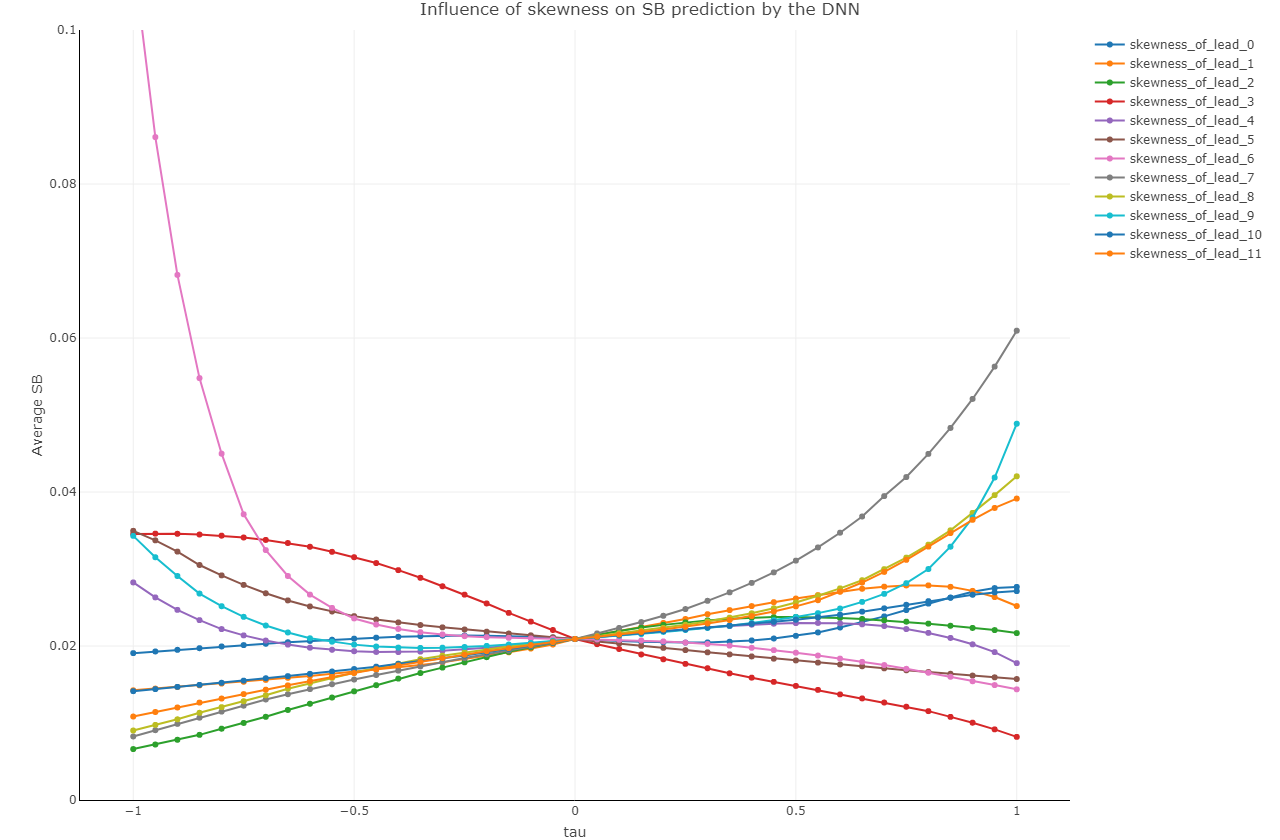 Influence of skewness on SB prediction by the DNN
0.1
0.08
0.06
0.04
0.02
0
Average SB
−1
−0.5
0
0.5
1
tau
skewness_of_lead_0
skewness_of_lead_1
skewness_of_lead_2
skewness_of_lead_3
skewness_of_lead_4
skewness_of_lead_5
skewness_of_lead_6
skewness_of_lead_7
skewness_of_lead_8
skewness_of_lead_9
skewness_of_lead_10
skewness_of_lead_11